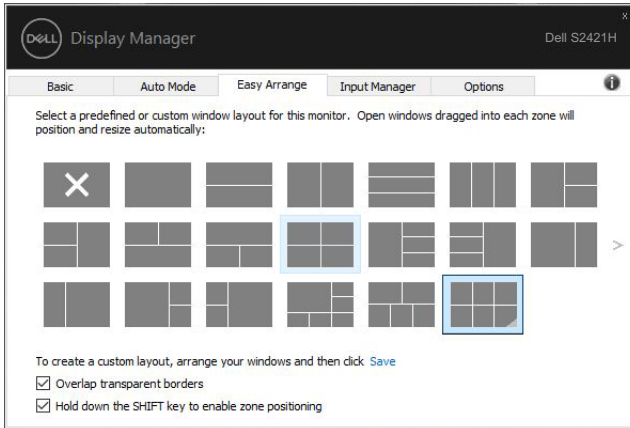 x
DELL Display Manager
Dell S2421H
Basic Auto Mode Easy Arrange Input Manager Options
Select a predefined or custom window layout for this monitor. Open windows dragged into each zone will
position and resize automatically:
>
To create a custom layout, arrange your windows and then click Save
Overlap transparent borders
Hold down the SHIFT key to enable zone positioning